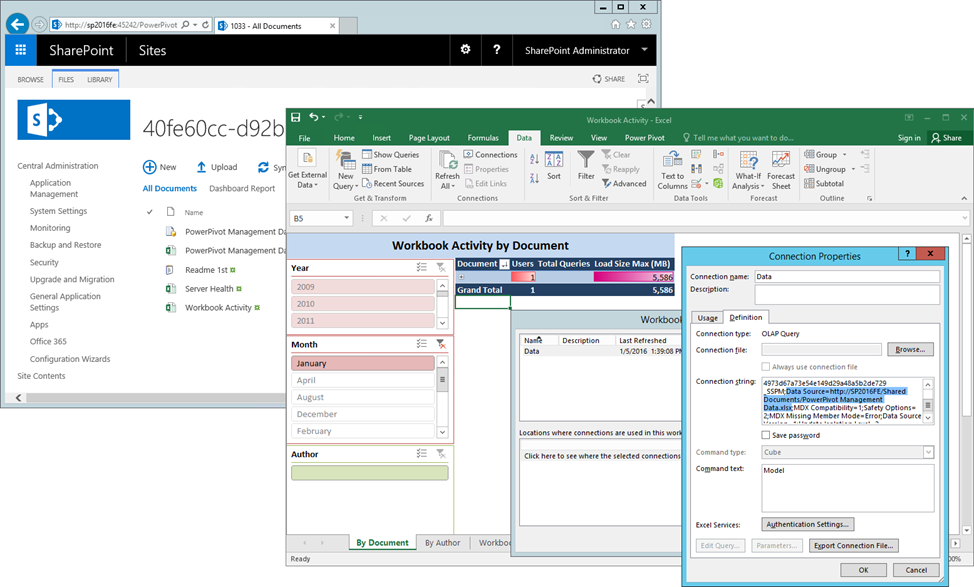 http://sp2016fe:45242/PowerPivot
1033 - All Documents
SharePoint
Sites
?
SharePoint Administrator
BROWSE
FILES
LIBRARY
SHARE
40fe60cc-d92b
Central Administration
Application
Management
System Settings
Monitoring
Backup and Restore
Security
Upgrade and Migration
General Application
Settings
Apps
Office 365
Configuration Wizards
Site Contents
New
Upload
Syn
All Documents
Dashboard Report
Name
PowerPivot Management Da
PowerPivot Management Da
Readme 1st
Server Health
Workbook Activity
Workbook Activity - Excel
File
Home
Insert
Page Layout
Formulas
Data
Review
View
Power Pivot
Tell me what you want to do...
Sign in
Share
Get External
Data
New
Query
Show Queries
From Table
Recent Sources
Get & Transform
Refresh
All
Connections
Properties
Edit Links
Connections
Sort
Filter
Clear
Reapply
Advanced
Sort & Filter
Text to
Columns
Data Tools
What-If
Analysis
Forecast
Sheet
Forecast
Group
Ungroup
Subtotal
Outline
B5
fx
Workbook Activity by Document
Year
2009
2010
2011
Month
January
April
August
December
February
Author
Document Users Total Queries Load Size Max (MB)
1 5,586
Grand Total 1 5,586
Workbook
Name Description Last Refreshed
Data 1/5/2016 1:39:08 PM
Locations where connections are used in this work
Click here to see where the selected connections
By Document
By Author
Workboo
Ready
00%
Connection Properties
?
Connection name: Data
Description:
Usage
Definition
Connection type: OLAP Query
Connection file:
Browse...
Always use connection file
Connection string:
4973d67a73e54e149d29a48a5b2de729
_SSPM;Data Source=http://SP2016FE/Shared
Documents/PowerPivot Management
Data.xlsx;MDX Compatibility=1;Safety Options=
2;MDX Missing Member Mode=Error;Data Source
Save password
Command type: Cube
Command text: Model
Excel Services:
Authentication Settings...
Edit Query...
Parameters...
Export Connection File...
OK
Cancel